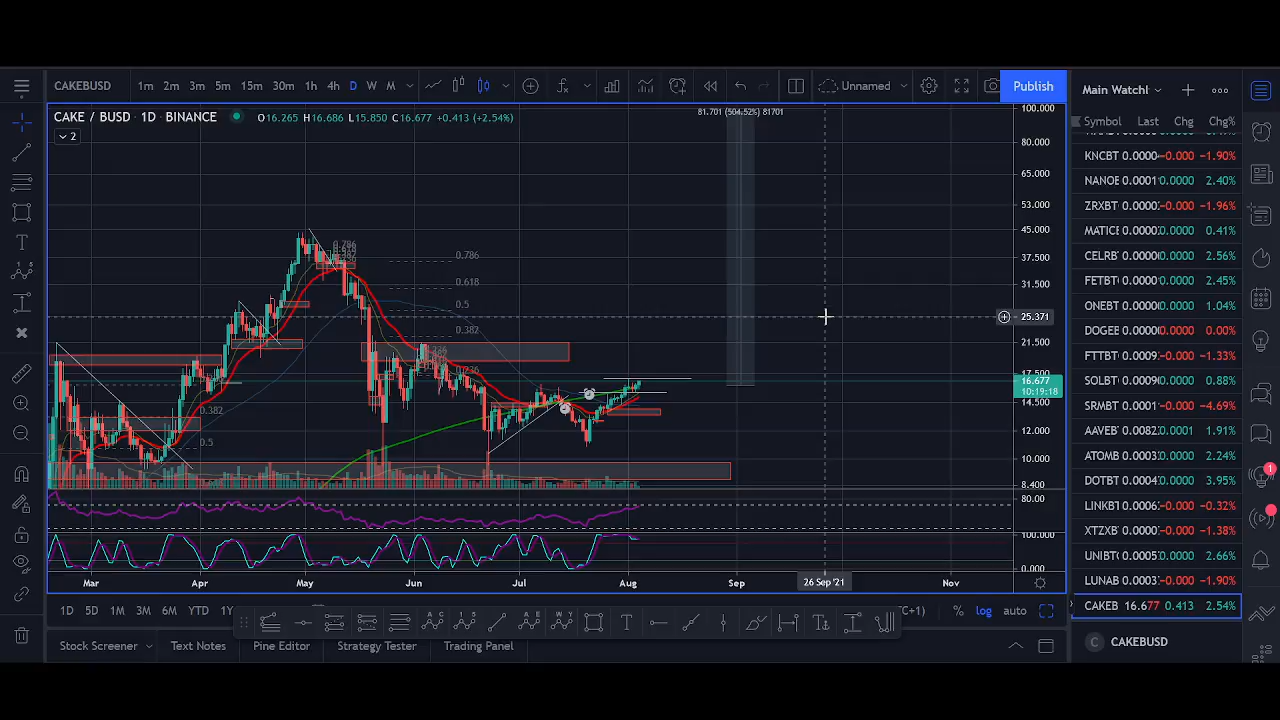 CAKEBUSD 1m 2m 3m 5m 15m 30m 1h 4h D W M Unnamed Publish
Main Watchl
CAKE / BUSD · 1D · BINANCE O16.265 H16.686 L15.850 C16.677 +0.413 (+2.54%)
2
81.701 (504.52%) 81701
100.000
80.000
65.000
53.000
45.000
37.500
31.500
25.371
21.500
17.500
16.677
10:19:18
14.500
12.000
10.000
8.400
80.00
100.000
0.000
0.786
0.786
0.618
0.5
0.382
0.236
0.382
0.5
Mar Apr May Jun Jul Aug Sep 26 Sep '21 Nov
Symbol Last Chg Chg%
KNCBT 0.0000 -0.000 -1.90%
NANOE 0.0001 0.0000 2.40%
ZRXBT 0.0000 -0.000 -1.96%
MATICE 0.0000 0.0000 0.41%
CELRB 0.0000 0.0000 2.56%
FETBT 0.0000 0.0000 0.51%
ONEBT 0.0000 0.0000 1.04%
DOGEE 0.0000 0.0000 0.00%
FTTBT 0.0000 -0.000 -1.33%
SOLBT 0.0000 0.0000 0.88%
SRMBT 0.0000 -0.000 -4.69%
AAVEB 0.0082 0.0001 1.91%
ATOMB 0.0003 0.0000 2.24%
DOTBT 0.0004 0.0000 3.95%
LINKB 0.0006 -0.000 -0.32%
XTZXB 0.0000 -0.000 -1.38%
UNIBT 0.0005 0.0000 2.66%
LUNAB 0.0003 -0.000 -1.90%
CAKEB 16.677 0.413 2.54%
C CAKEBUSD
1D 5D 1M 3M 6M YTD 1Y % log auto
Stock Screener Text Notes Pine Editor Strategy Tester Trading Panel